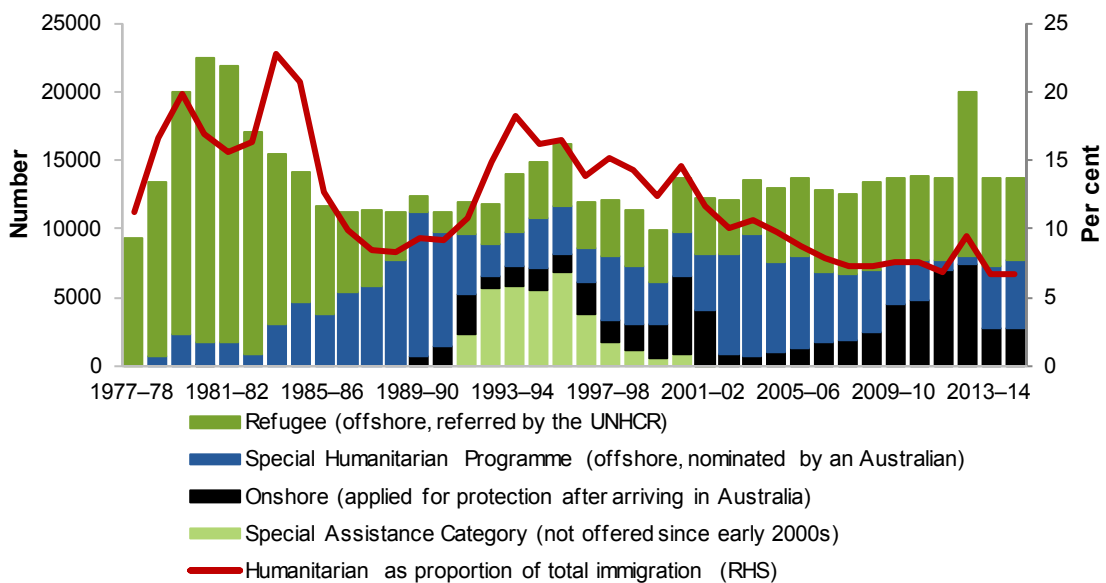 25000 25
20000 20
15000 15
10000 10
5000 5
0 0
Number
Per cent
1977–78 1981–82 1985–86 1989–90 1993–94 1997–98 2001–02 2005–06 2009–10 2013–14
Refugee (offshore, referred by the UNHCR)
Special Humanitarian Programme (offshore, nominated by an Australian)
Onshore (applied for protection after arriving in Australia)
Special Assistance Category (not offered since early 2000s)
Humanitarian as proportion of total immigration (RHS)